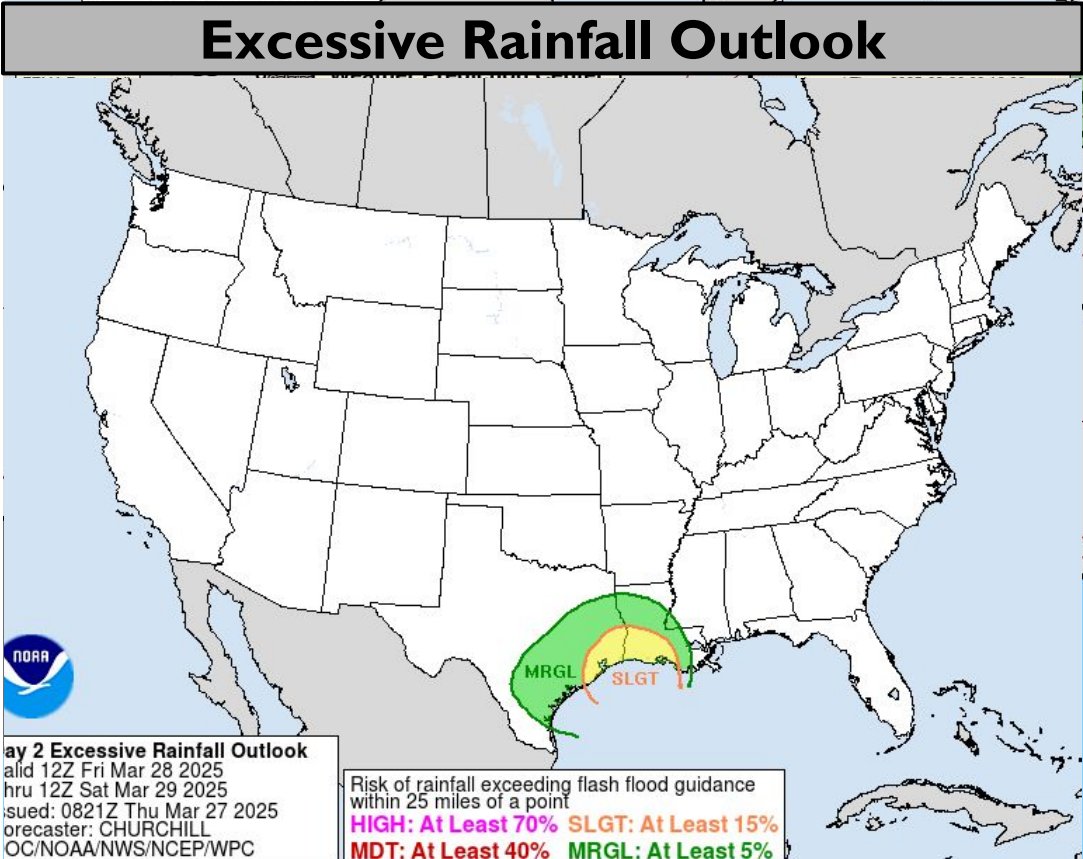 Excessive Rainfall Outlook
Weather Prediction Center
NOAA
MRGL
SLGT
ay 2 Excessive Rainfall Outlook
alid 12Z Fri Mar 28 2025
hru 12Z Sat Mar 29 2025
ssued: 0821Z Thu Mar 27 2025
orecaster: CHURCHILL
OC/NOAA/NWS/NCEP/WPC
Risk of rainfall exceeding flash flood guidance
within 25 miles of a point
HIGH: At Least 70% SLGT: At Least 15%
MDT: At Least 40% MRGL: At Least 5%